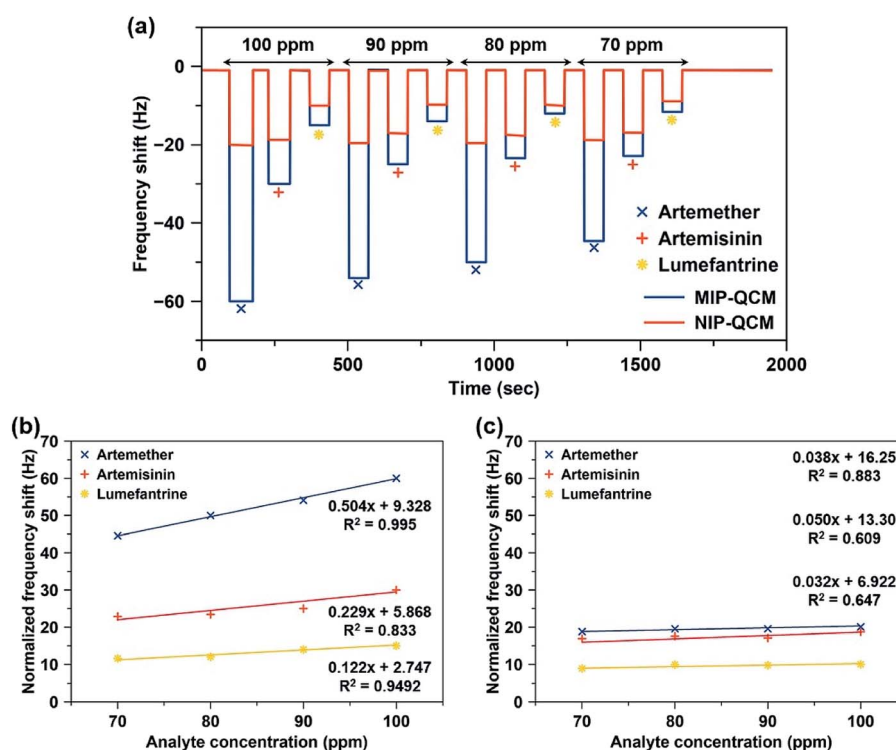 (a)
100 ppm 90 ppm 80 ppm 70 ppm
0
−20
−40
−60
Frequency shift (Hz)
Artemether
Artemisinin
Lumefantrine
MIP-QCM
NIP-QCM
0 500 1000 1500 2000
Time (sec)
(b)
70
60
50
40
30
20
10
0
Normalized frequency shift (Hz)
Artemether
Artemisinin
Lumefantrine
0.504x + 9.328
R² = 0.995
0.229x + 5.868
R² = 0.833
0.122x + 2.747
R² = 0.9492
70 80 90 100
Analyte concentration (ppm)
(c)
70
60
50
40
30
20
10
0
Normalized frequency shift (Hz)
Artemether
Artemisinin
Lumefantrine
0.038x + 16.25
R² = 0.883
0.050x + 13.30
R² = 0.609
0.032x + 6.922
R² = 0.647
70 80 90 100
Analyte concentration (ppm)